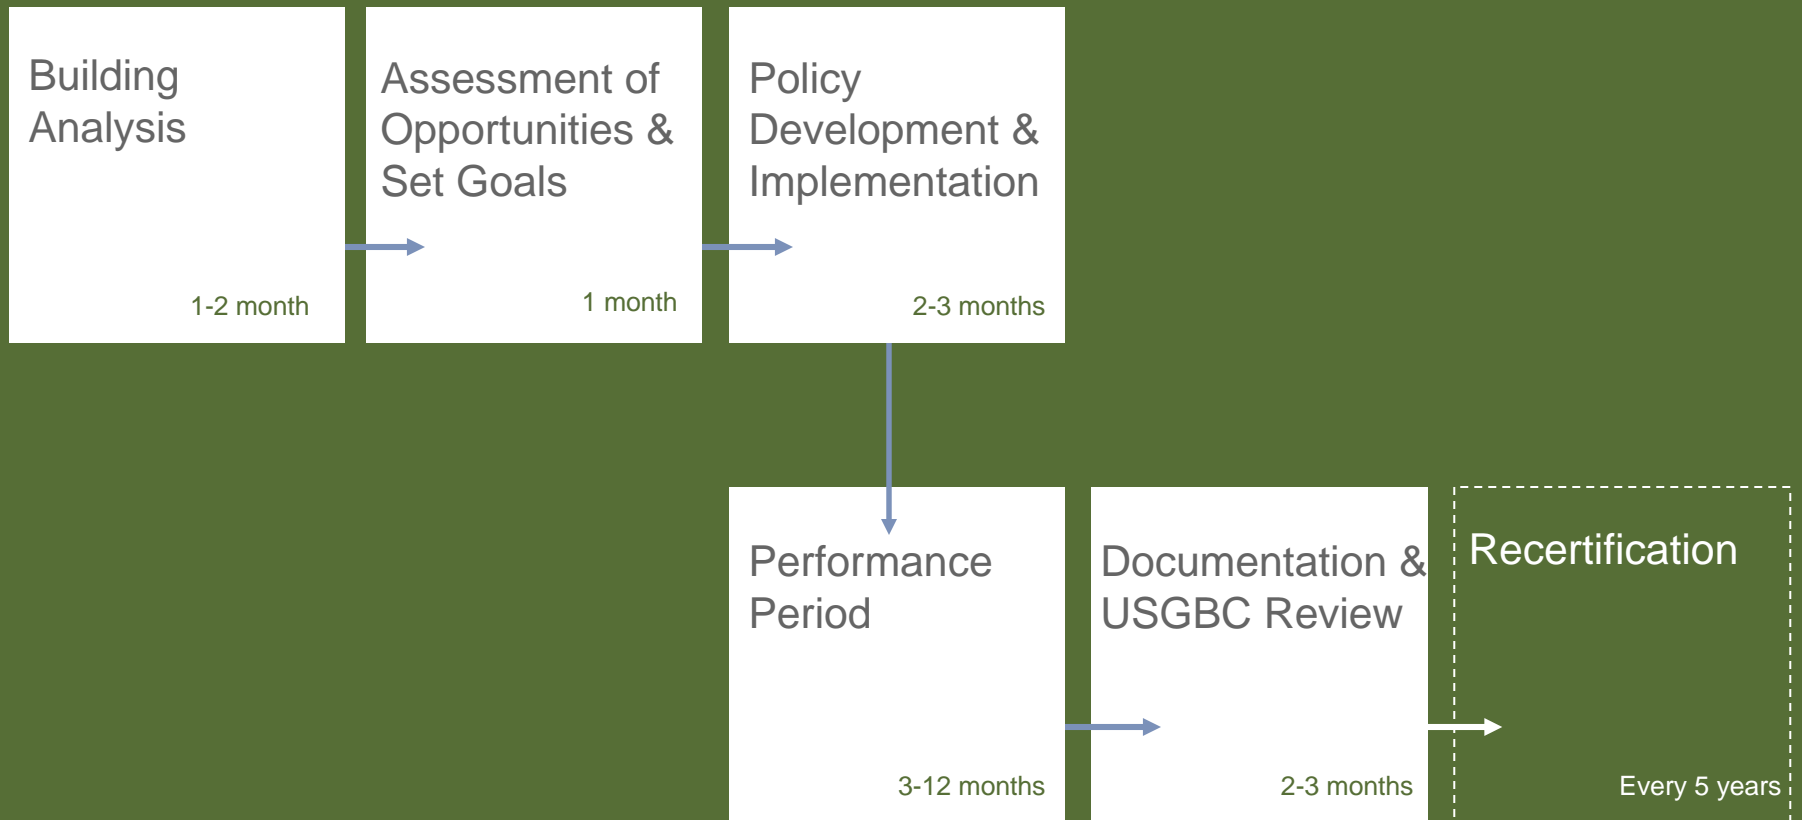 Building
Analysis
1-2 month
Assessment of
Opportunities &
Set Goals
1 month
Policy
Development &
Implementation
2-3 months
Performance
Period
3-12 months
Documentation &
USGBC Review
2-3 months
Recertification
Every 5 years